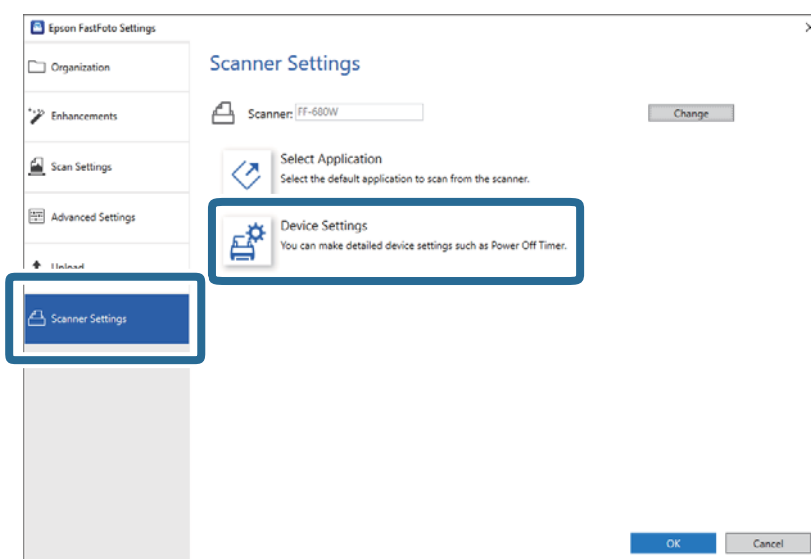 Epson FastFoto Settings
Organization
Enhancements
Scan Settings
Advanced Settings
Upload
Scanner Settings
Scanner Settings
Scanner: FF-680W
Change
Select Application
Select the default application to scan from the scanner.
Device Settings
You can make detailed device settings such as Power Off Timer.
OK
Cancel